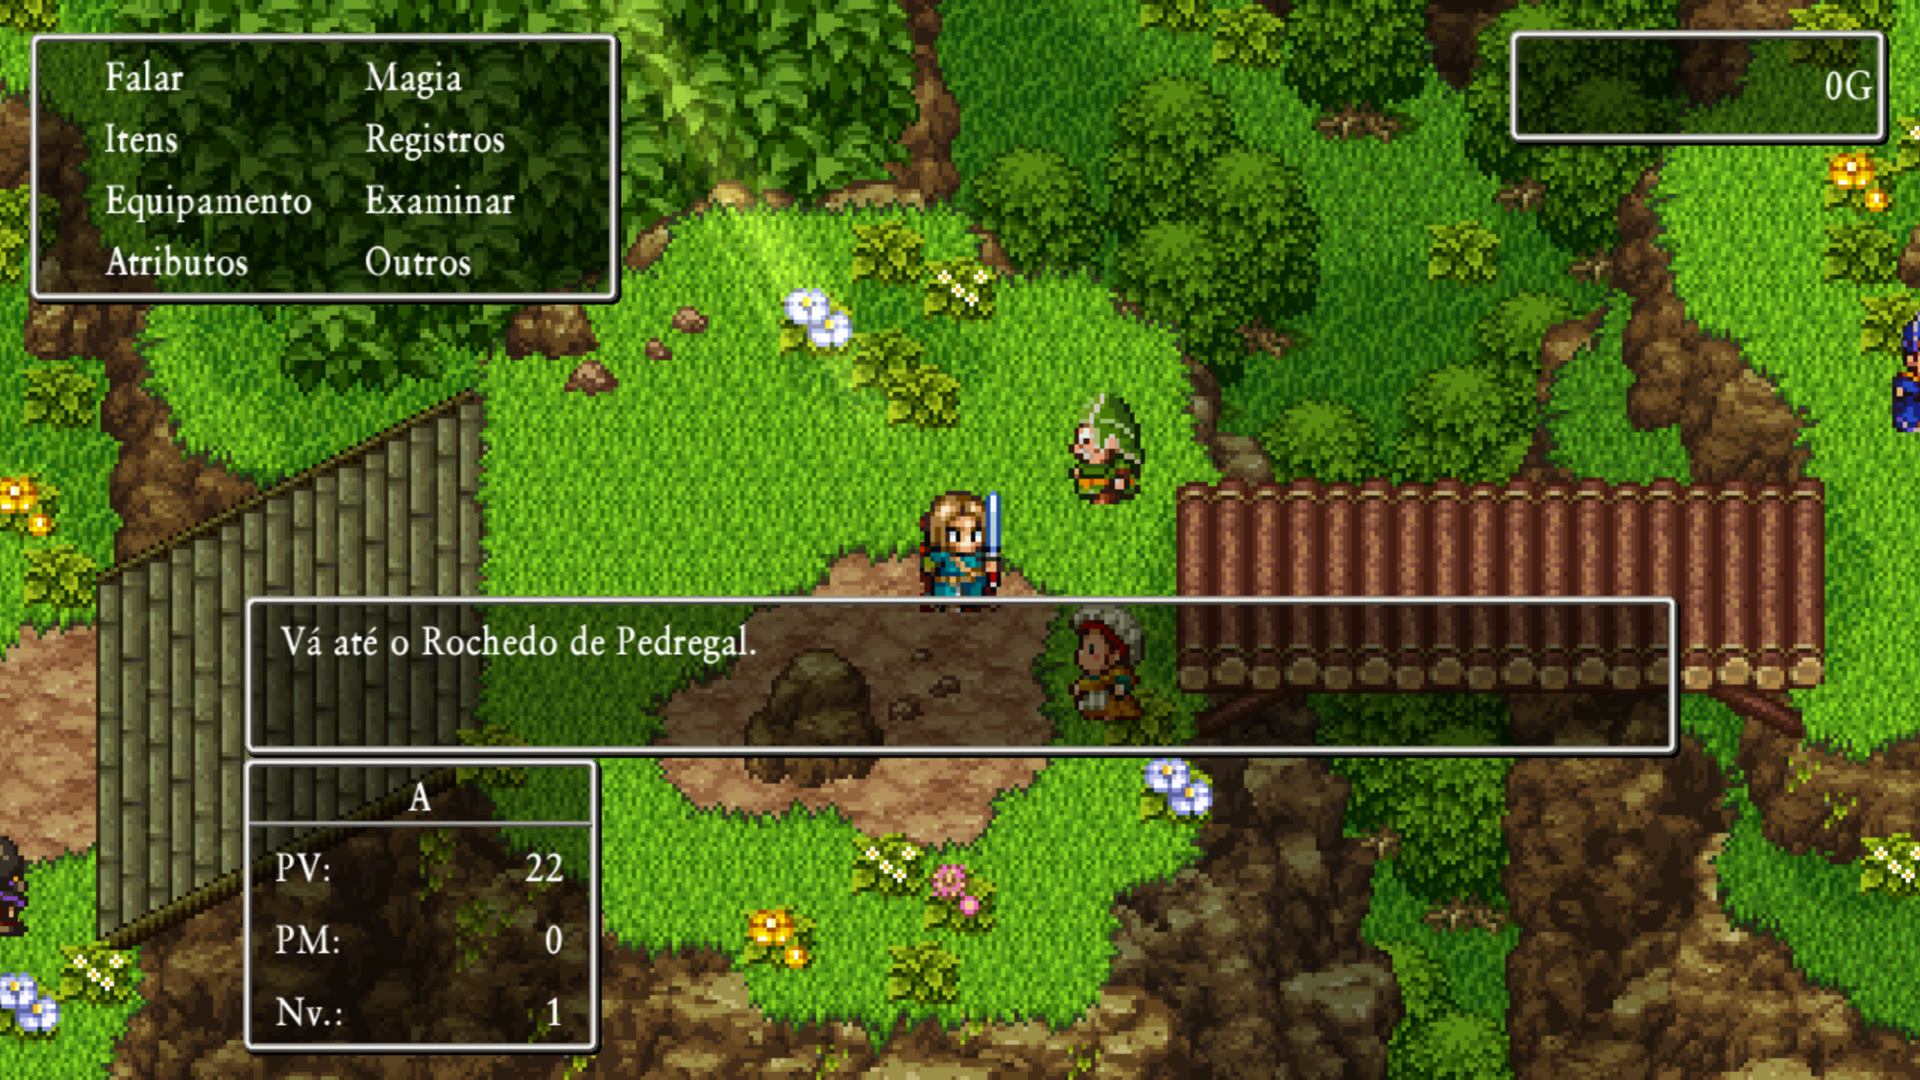 Falar Magia
Itens Registros
Equipamento Examinar
Atributos Outros
0G
Vá até o Rochedo de Pedregal.
A
PV: 22
PM: 0
Nv.: 1